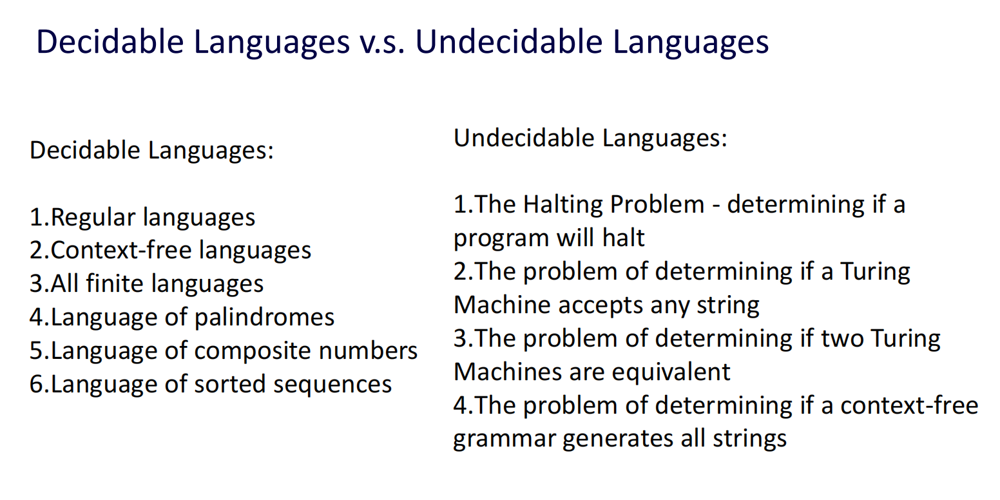 Decidable Languages v.s. Undecidable Languages
Decidable Languages:
1.Regular languages
2.Context-free languages
3.All finite languages
4.Language of palindromes
5.Language of composite numbers
6.Language of sorted sequences
Undecidable Languages:
1.The Halting Problem - determining if a
program will halt
2.The problem of determining if a Turing
Machine accepts any string
3.The problem of determining if two Turing
Machines are equivalent
4.The problem of determining if a context-free
grammar generates all strings